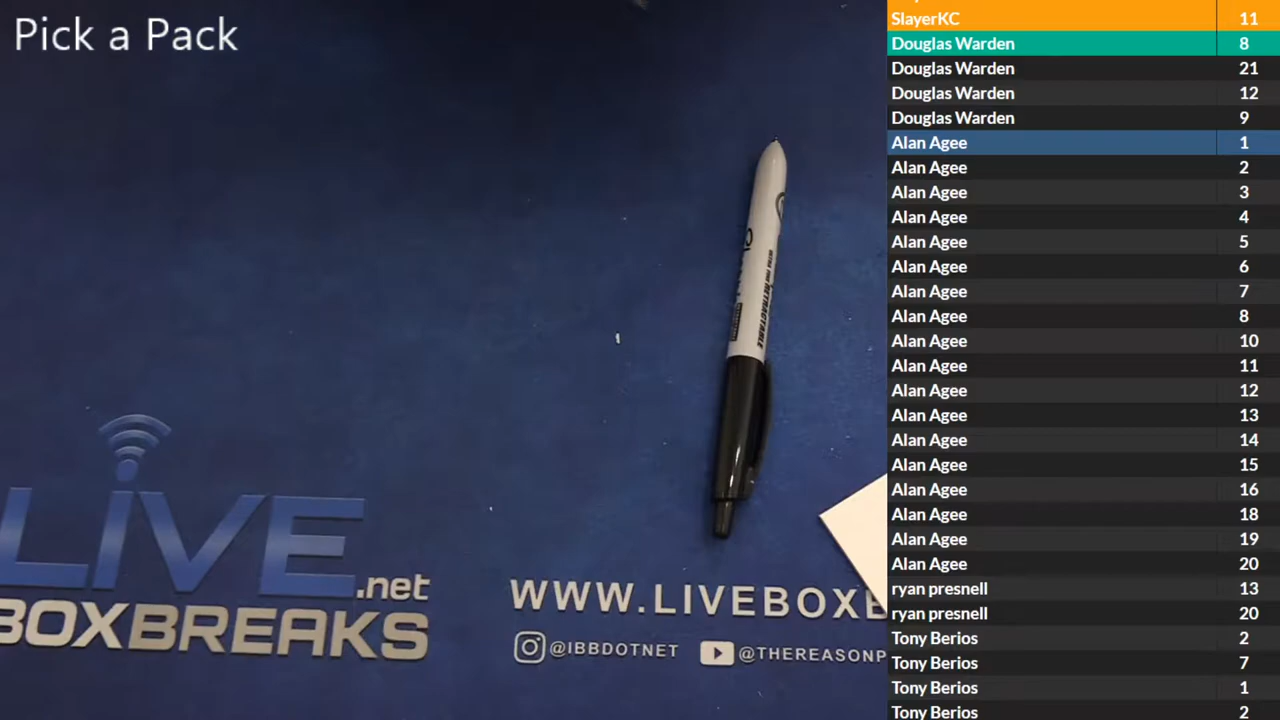 Pick a Pack
SlayerKC 11
Douglas Warden 8
Douglas Warden 21
Douglas Warden 12
Douglas Warden 9
Alan Agee 1
Alan Agee 2
Alan Agee 3
Alan Agee 4
Alan Agee 5
Alan Agee 6
Alan Agee 7
Alan Agee 8
Alan Agee 10
Alan Agee 11
Alan Agee 12
Alan Agee 13
Alan Agee 14
Alan Agee 15
Alan Agee 16
Alan Agee 18
Alan Agee 19
Alan Agee 20
ryan presnell 13
ryan presnell 20
Tony Berios 2
Tony Berios 7
Tony Berios 1
Tony Berios 2
RETRACTABLE
LIVE.net
BOXBREAKS
WWW.LIVEBOXB
@IBBDOTNET @THEREASONP